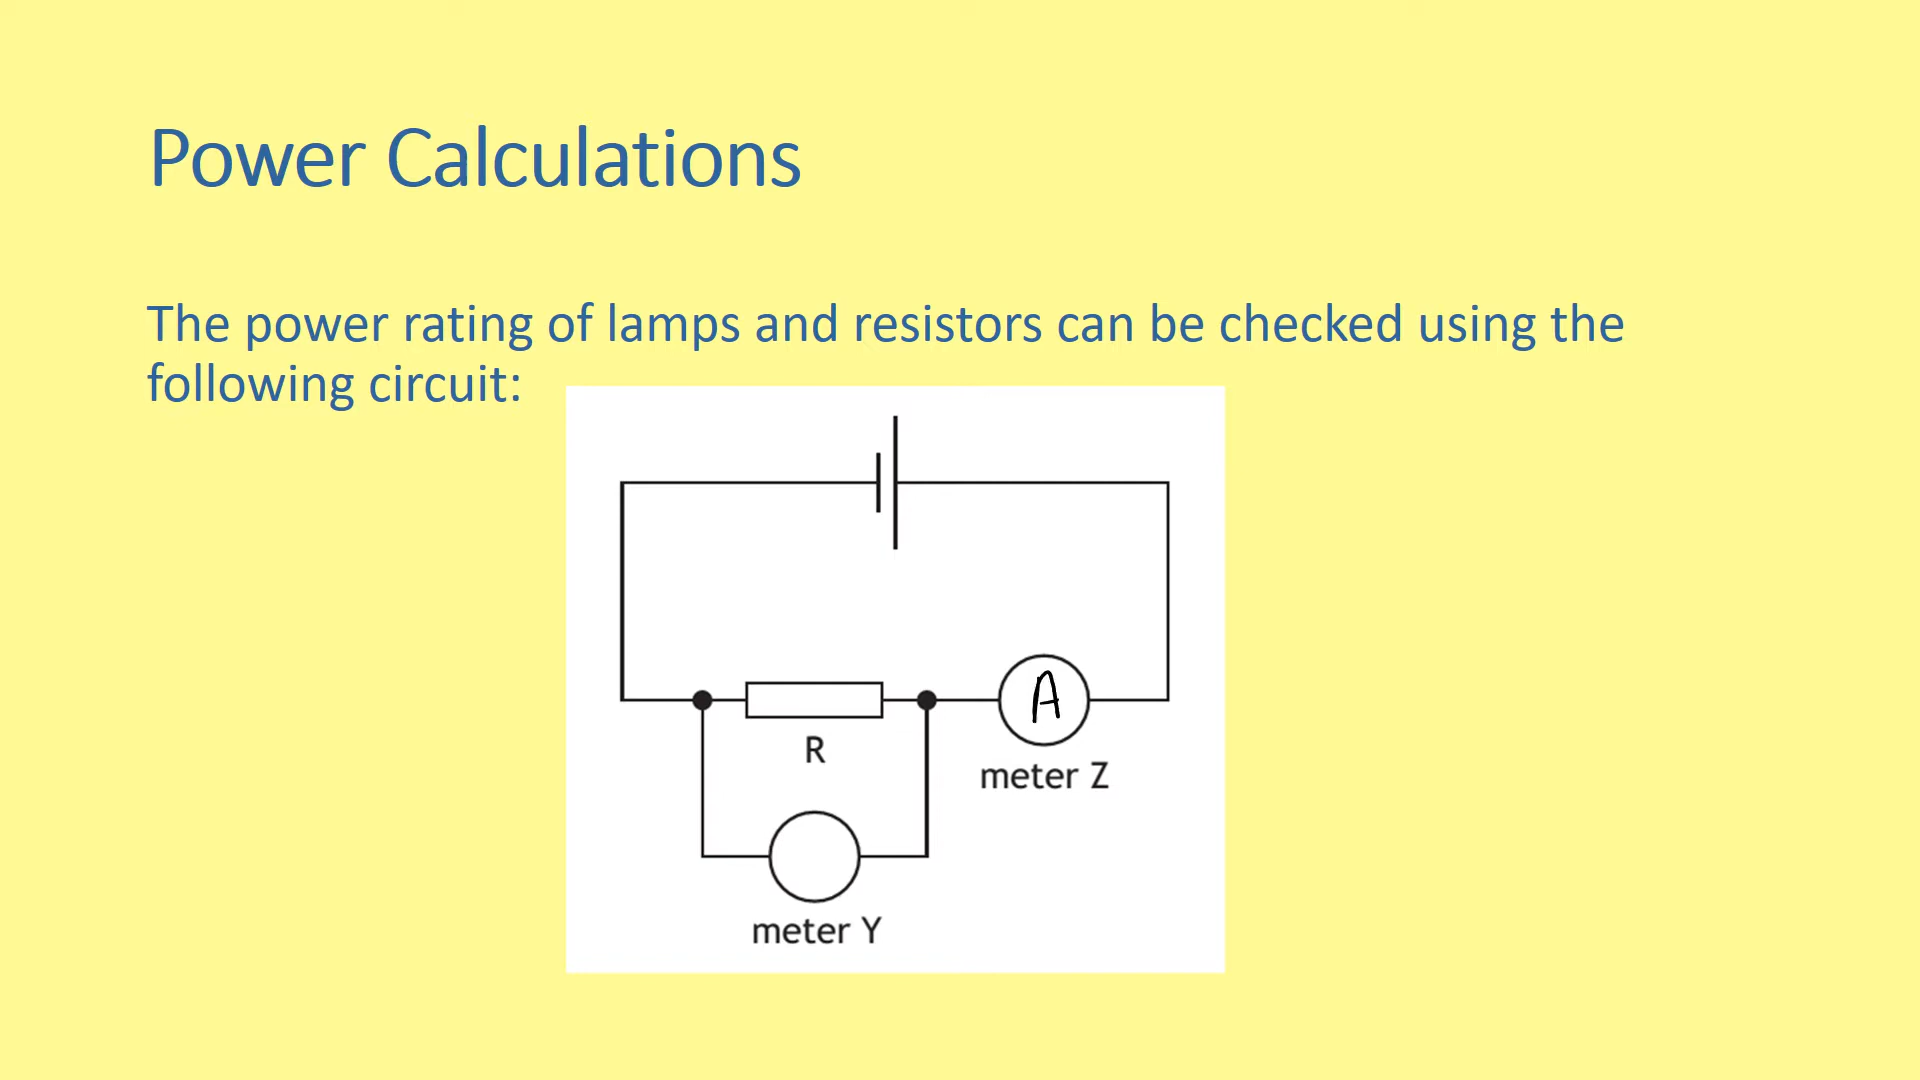 Power Calculations
The power rating of lamps and resistors can be checked using the
following circuit:
A
R
meter Z
meter Y